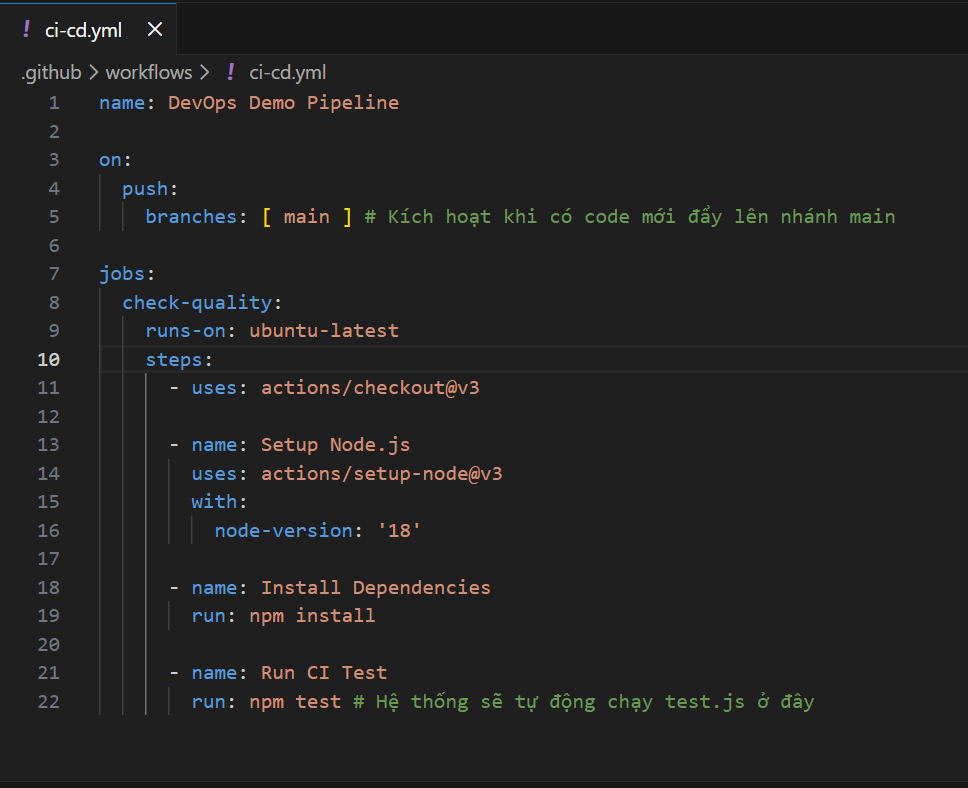 ! ci-cd.yml ×
.github > workflows > ! ci-cd.yml
1 name: DevOps Demo Pipeline
2
3 on:
4   push:
5     branches: [ main ] # Kích hoạt khi có code mới đẩy lên nhánh main
6
7 jobs:
8   check-quality:
9     runs-on: ubuntu-latest
10     steps:
11       - uses: actions/checkout@v3
12
13       - name: Setup Node.js
14         uses: actions/setup-node@v3
15         with:
16           node-version: '18'
17
18       - name: Install Dependencies
19         run: npm install
20
21       - name: Run CI Test
22         run: npm test # Hệ thống sẽ tự động chạy test.js ở đây